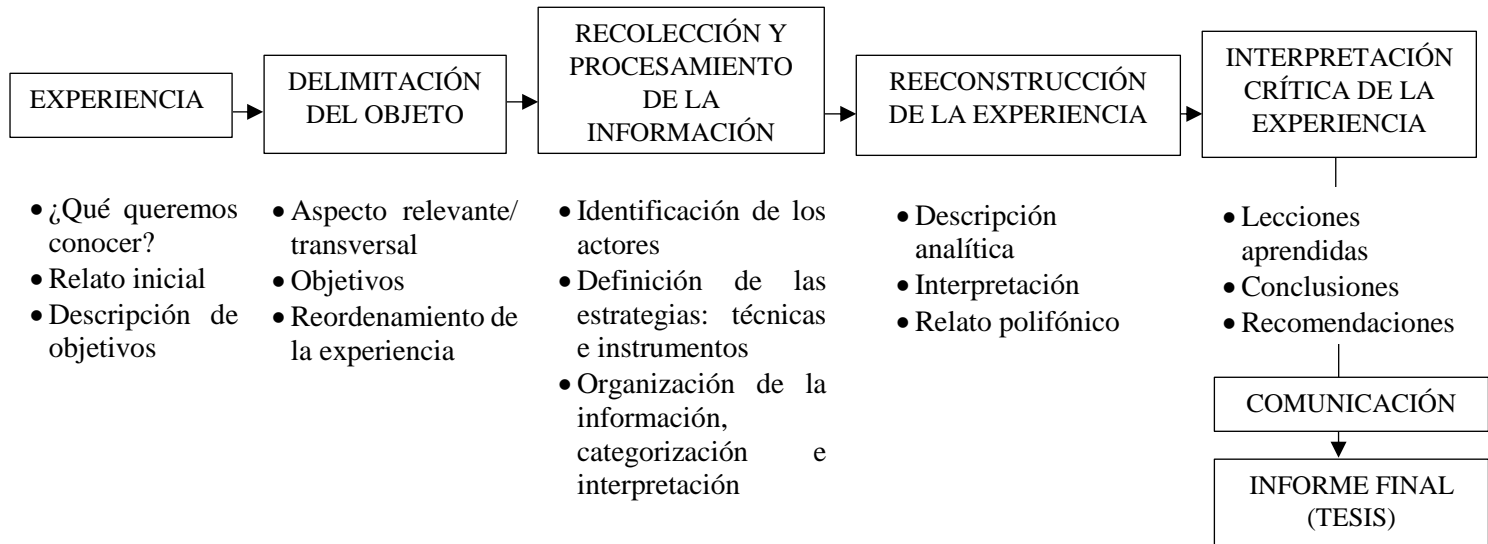 EXPERIENCIA
• ¿Qué queremos
conocer?
• Relato inicial
• Descripción de
objetivos
DELIMITACIÓN
DEL OBJETO
• Aspecto relevante/
transversal
• Objetivos
• Reordenamiento de
la experiencia
RECOLECCIÓN Y
PROCESAMIENTO
DE LA
INFORMACIÓN
• Identificación de los
actores
• Definición de las
estrategias: técnicas
e instrumentos
• Organización de la
información,
categorización e
interpretación
REECONSTRUCCIÓN
DE LA EXPERIENCIA
• Descripción
analítica
• Interpretación
• Relato polifónico
INTERPRETACIÓN
CRÍTICA DE LA
EXPERIENCIA
• Lecciones
aprendidas
• Conclusiones
• Recomendaciones
COMUNICACIÓN
INFORME FINAL
(TESIS)